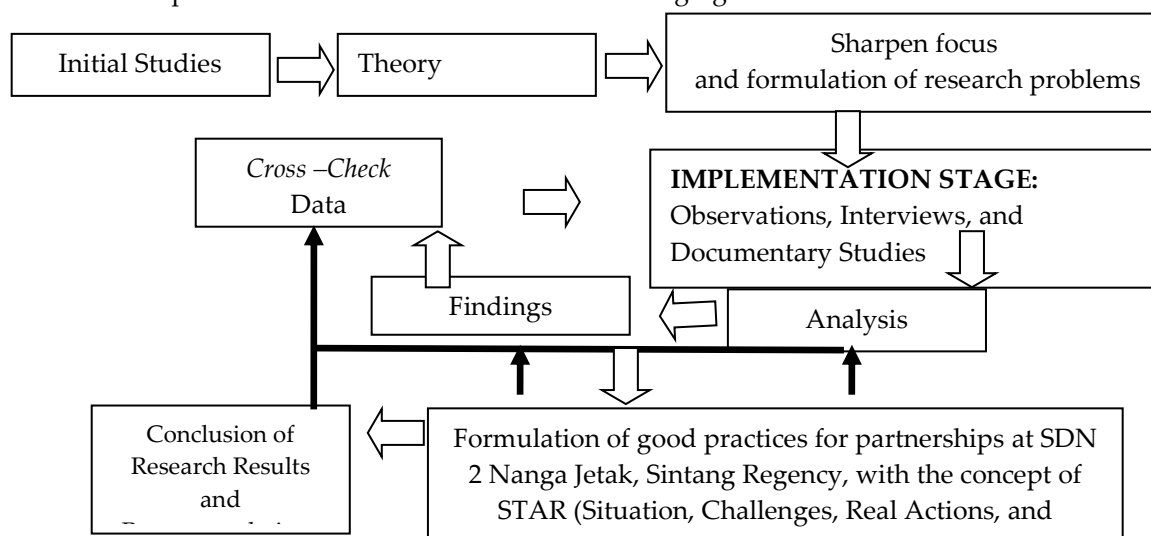 Initial Studies
Theory
Sharpen focus
and formulation of research problems
Cross –Check
Data
IMPLEMENTATION STAGE:
Observations, Interviews, and
Documentary Studies
Findings
Analysis
Conclusion of
Research Results
and
Formulation of good practices for partnerships at SDN
2 Nanga Jetak, Sintang Regency, with the concept of
STAR (Situation, Challenges, Real Actions, and